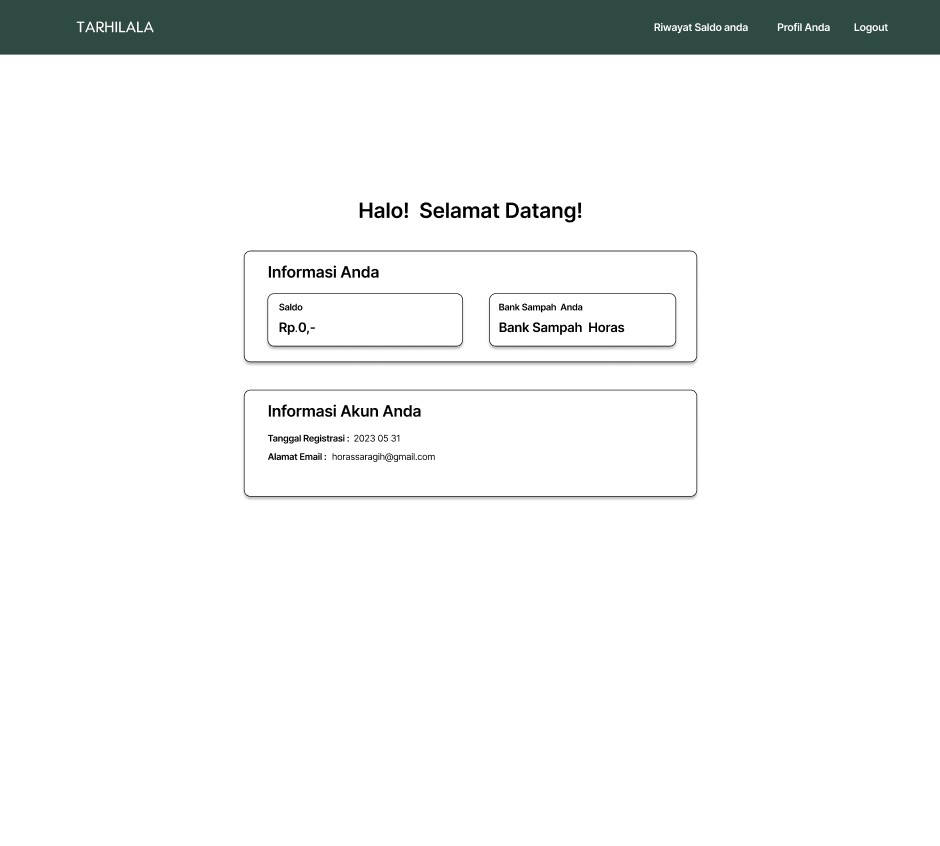 TARHILALA
Riwayat Saldo anda Profil Anda Logout
Halo! Selamat Datang!
Informasi Anda
Saldo
Rp.0,-
Bank Sampah Anda
Bank Sampah Horas
Informasi Akun Anda
Tanggal Registrasi : 2023 05 31
Alamat Email : horassaragih@gmail.com